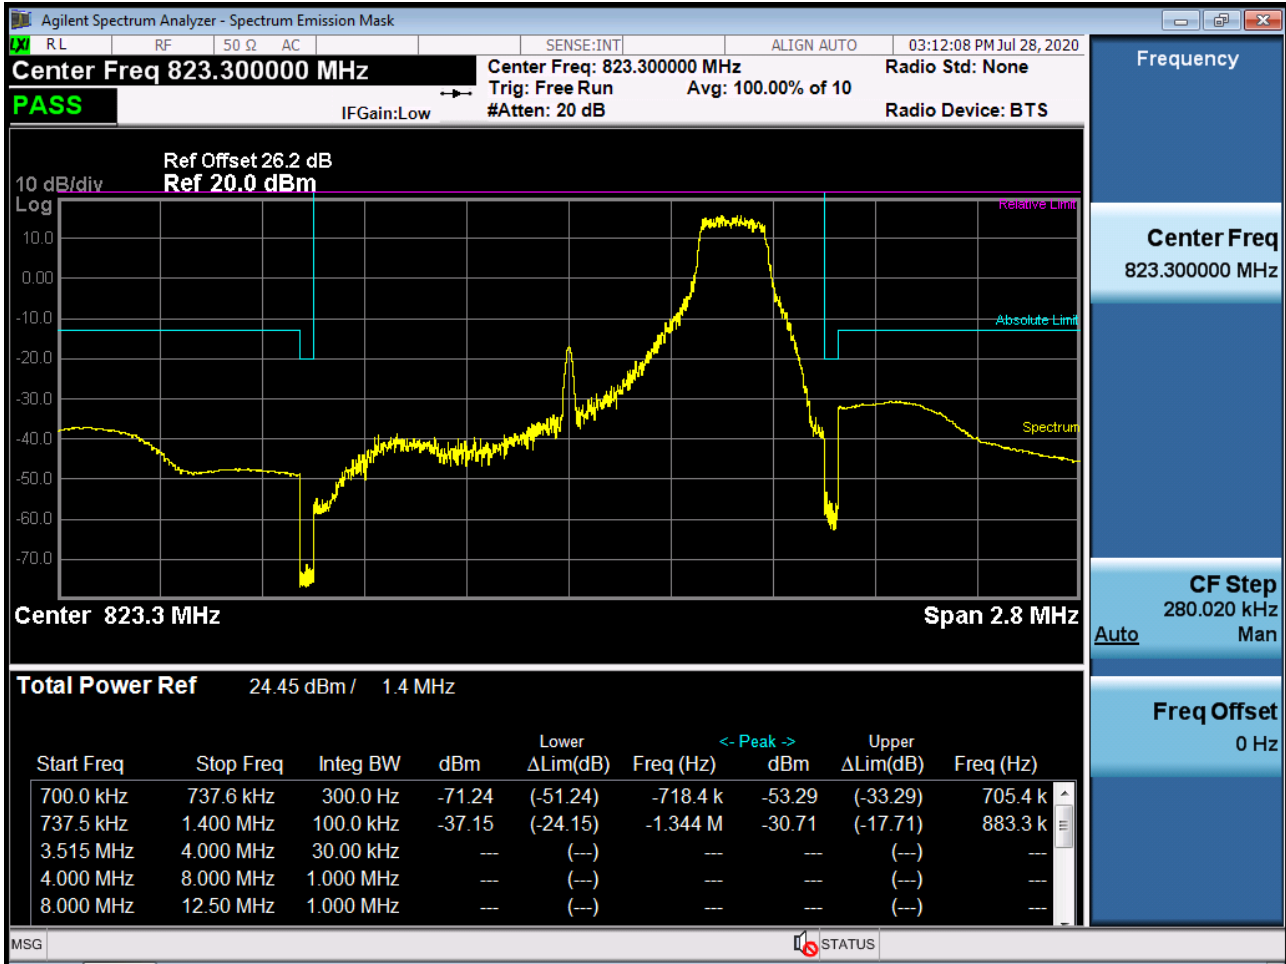 Agilent Spectrum Analyzer - Spectrum Emission Mask
LXI RL RF 50 Ω AC SENSE:INT ALIGN AUTO 03:12:08 PM Jul 28, 2020
Center Freq 823.300000 MHz
Center Freq: 823.300000 MHz
Radio Std: None
Trig: Free Run
Avg: 100.00% of 10
PASS
IFGain:Low
#Atten: 20 dB
Radio Device: BTS
Ref Offset 26.2 dB
10 dB/div Ref 20.0 dBm
Log
Relative Limit
10.0
0.00
-10.0
Absolute Limit
-20.0
-30.0
Spectrum
-40.0
-50.0
-60.0
-70.0
Center 823.3 MHz
Span 2.8 MHz
Total Power Ref 24.45 dBm / 1.4 MHz
Lower <- Peak -> Upper
Start Freq Stop Freq Integ BW dBm ΔLim(dB) Freq (Hz) dBm ΔLim(dB) Freq (Hz)
700.0 kHz 737.6 kHz 300.0 Hz -71.24 (-51.24) -718.4 k -53.29 (-33.29) 705.4 k
737.5 kHz 1.400 MHz 100.0 kHz -37.15 (-24.15) -1.344 M -30.71 (-17.71) 883.3 k
3.515 MHz 4.000 MHz 30.00 kHz --- (---) --- --- (---) ---
4.000 MHz 8.000 MHz 1.000 MHz --- (---) --- --- (---) ---
8.000 MHz 12.50 MHz 1.000 MHz --- (---) --- --- (---) ---
MSG
STATUS
Frequency
Center Freq
823.300000 MHz
CF Step
280.020 kHz
Auto Man
Freq Offset
0 Hz